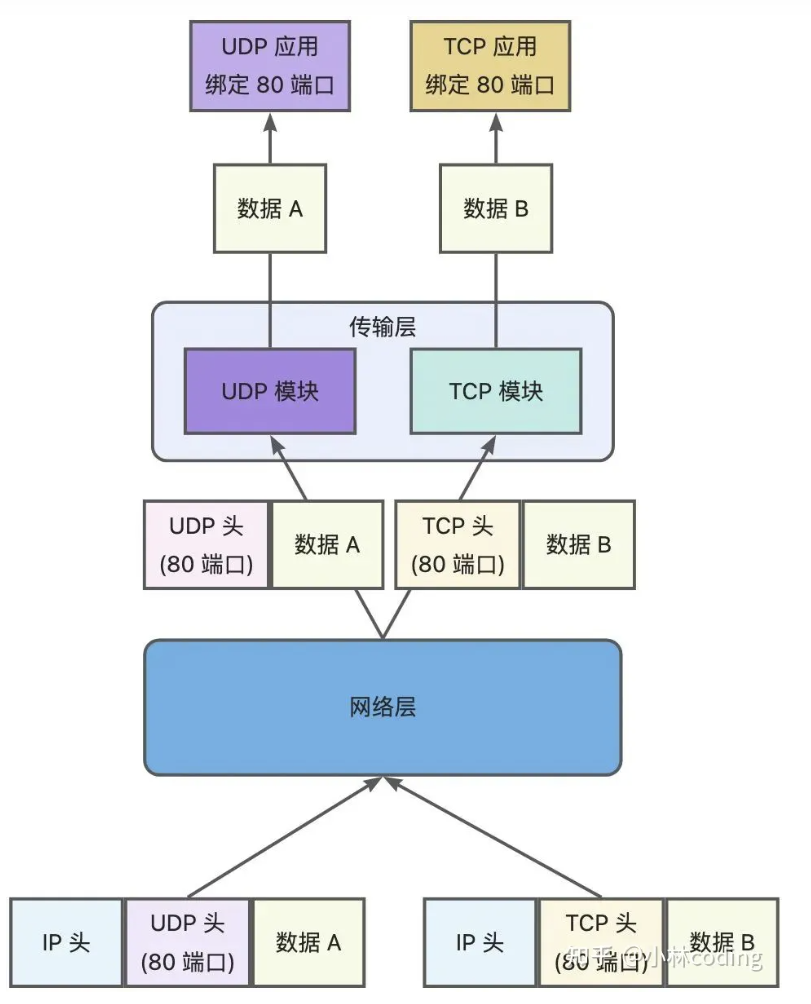 UDP 应用
绑定 80 端口
TCP 应用
绑定 80 端口
数据 A
数据 B
传输层
UDP 模块
TCP 模块
UDP 头
(80 端口)
数据 A
TCP 头
(80 端口)
数据 B
网络层
IP 头
UDP 头
(80 端口)
数据 A
IP 头
TCP 头
(80 端口)
数据 B
知乎 @小林coding